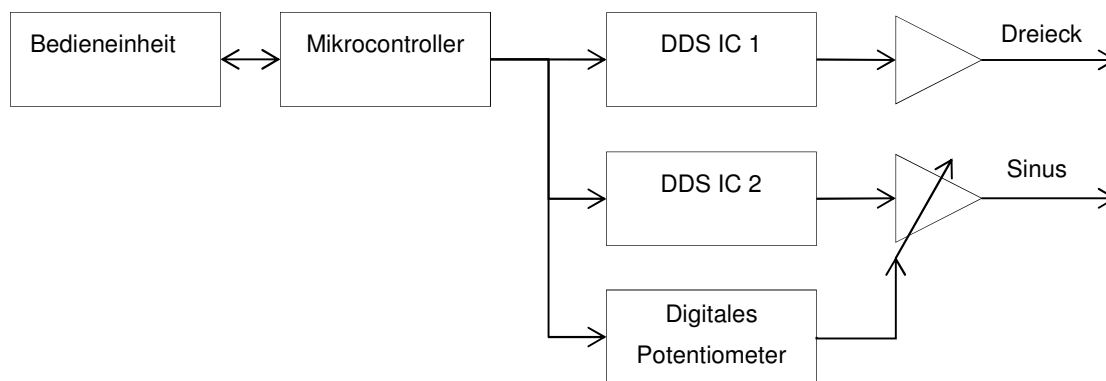 Bedieneinheit
Mikrocontroller
DDS IC 1
Dreieck
DDS IC 2
Sinus
Digitales
Potentiometer